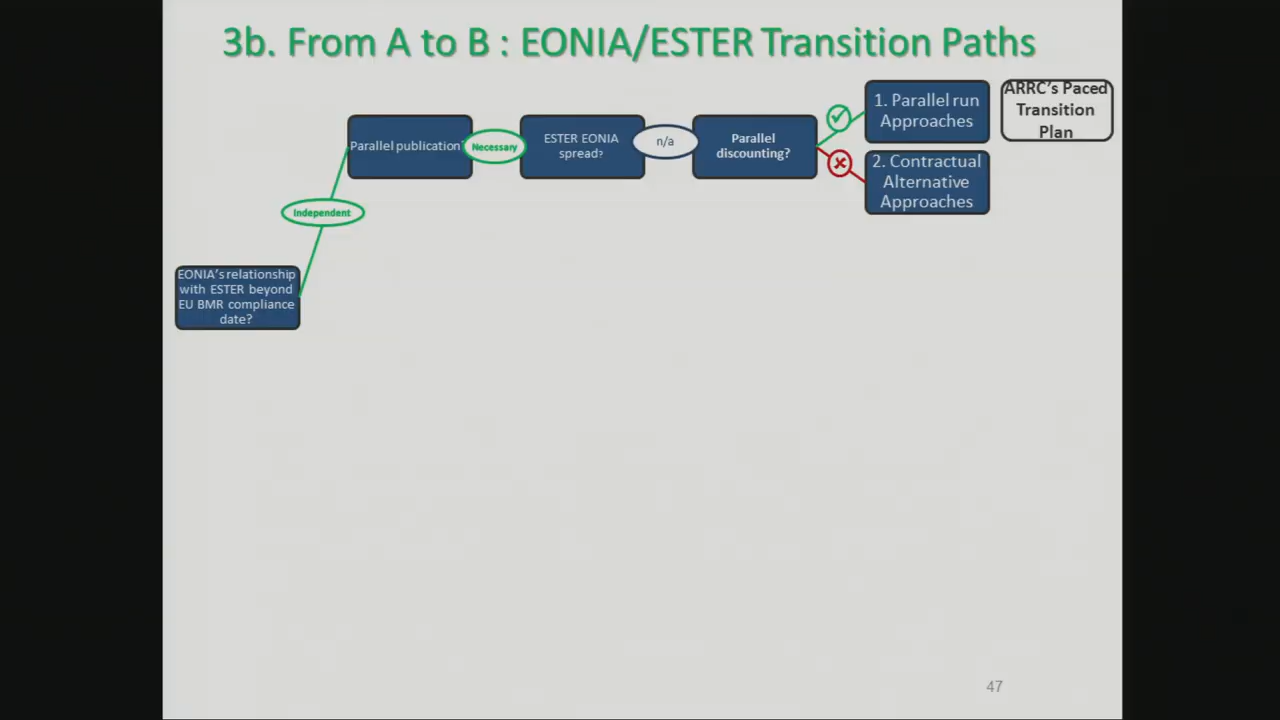 3b. From A to B : EONIA/ESTER Transition Paths
Parallel publication
Necessary
ESTER EONIA
spread?
n/a
Parallel
discounting?
1. Parallel run
Approaches
ARRC's Paced
Transition
Plan
2. Contractual
Alternative
Approaches
Independent
EONIA's relationship
with ESTER beyond
EU BMR compliance
date?
47